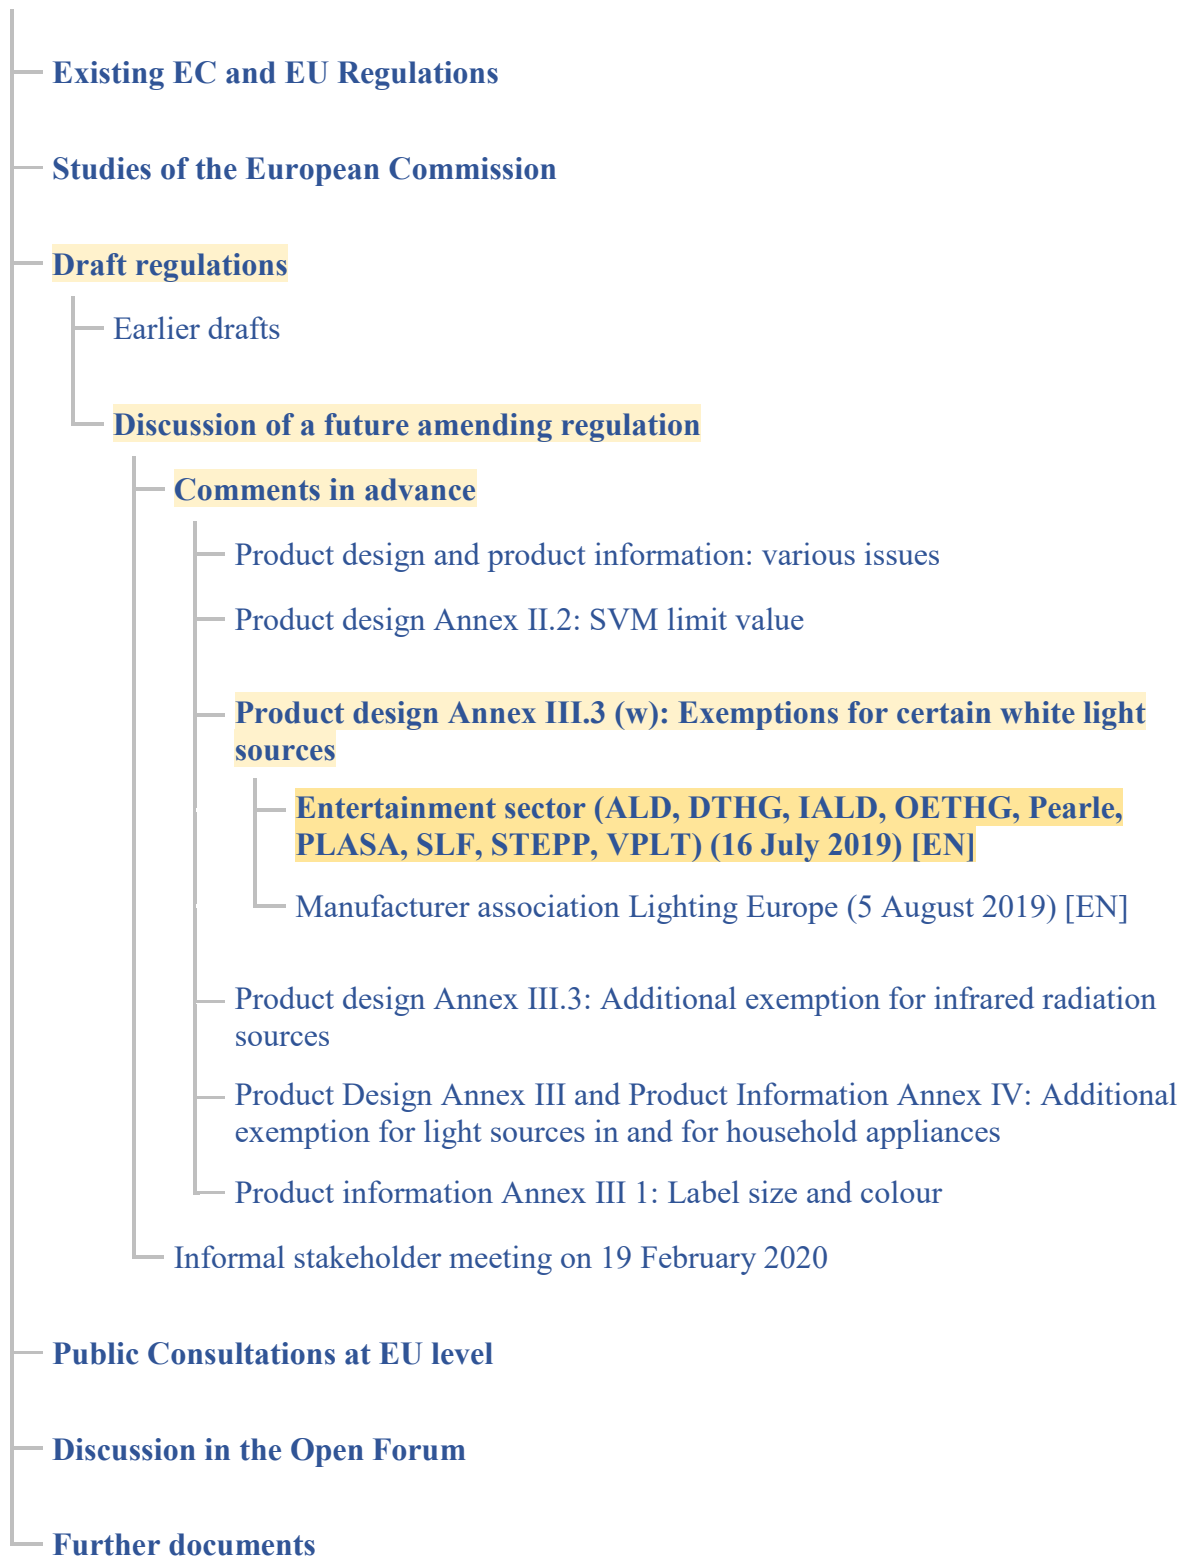 Existing EC and EU Regulations
Studies of the European Commission
Draft regulations
Earlier drafts
Discussion of a future amending regulation
Comments in advance
Product design and product information: various issues
Product design Annex II.2: SVM limit value
Product design Annex III.3 (w): Exemptions for certain white light
sources
Entertainment sector (ALD, DTHG, IALD, OETHG, Pearle,
PLASA, SLF, STEPP, VPLT) (16 July 2019) [EN]
Manufacturer association Lighting Europe (5 August 2019) [EN]
Product design Annex III.3: Additional exemption for infrared radiation
sources
Product Design Annex III and Product Information Annex IV: Additional
exemption for light sources in and for household appliances
Product information Annex III 1: Label size and colour
Informal stakeholder meeting on 19 February 2020
Public Consultations at EU level
Discussion in the Open Forum
Further documents